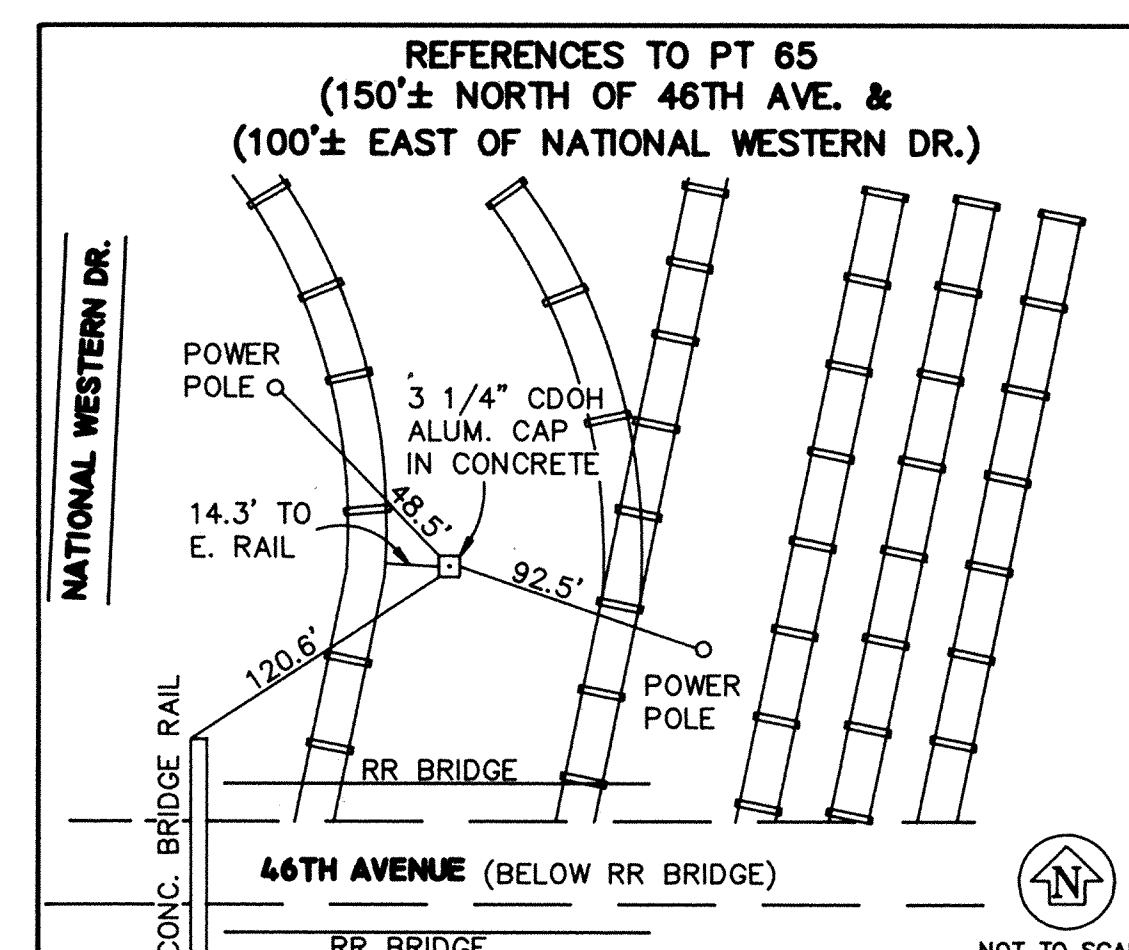 REFERENCES TO PT 65
(150'± NORTH OF 46TH AVE. &
(100'± EAST OF NATIONAL WESTERN DR.)
NATIONAL WESTERN DR.
POWER
POLE
3 1/4" CDOH
ALUM. CAP
IN CONCRETE
48.5'
14.3' TO
E. RAIL
92.5'
120.6'
POWER
POLE
CONC. BRIDGE RAIL
RR BRIDGE
46TH AVENUE (BELOW RR BRIDGE)
N
RR BRIDGE
NOT TO